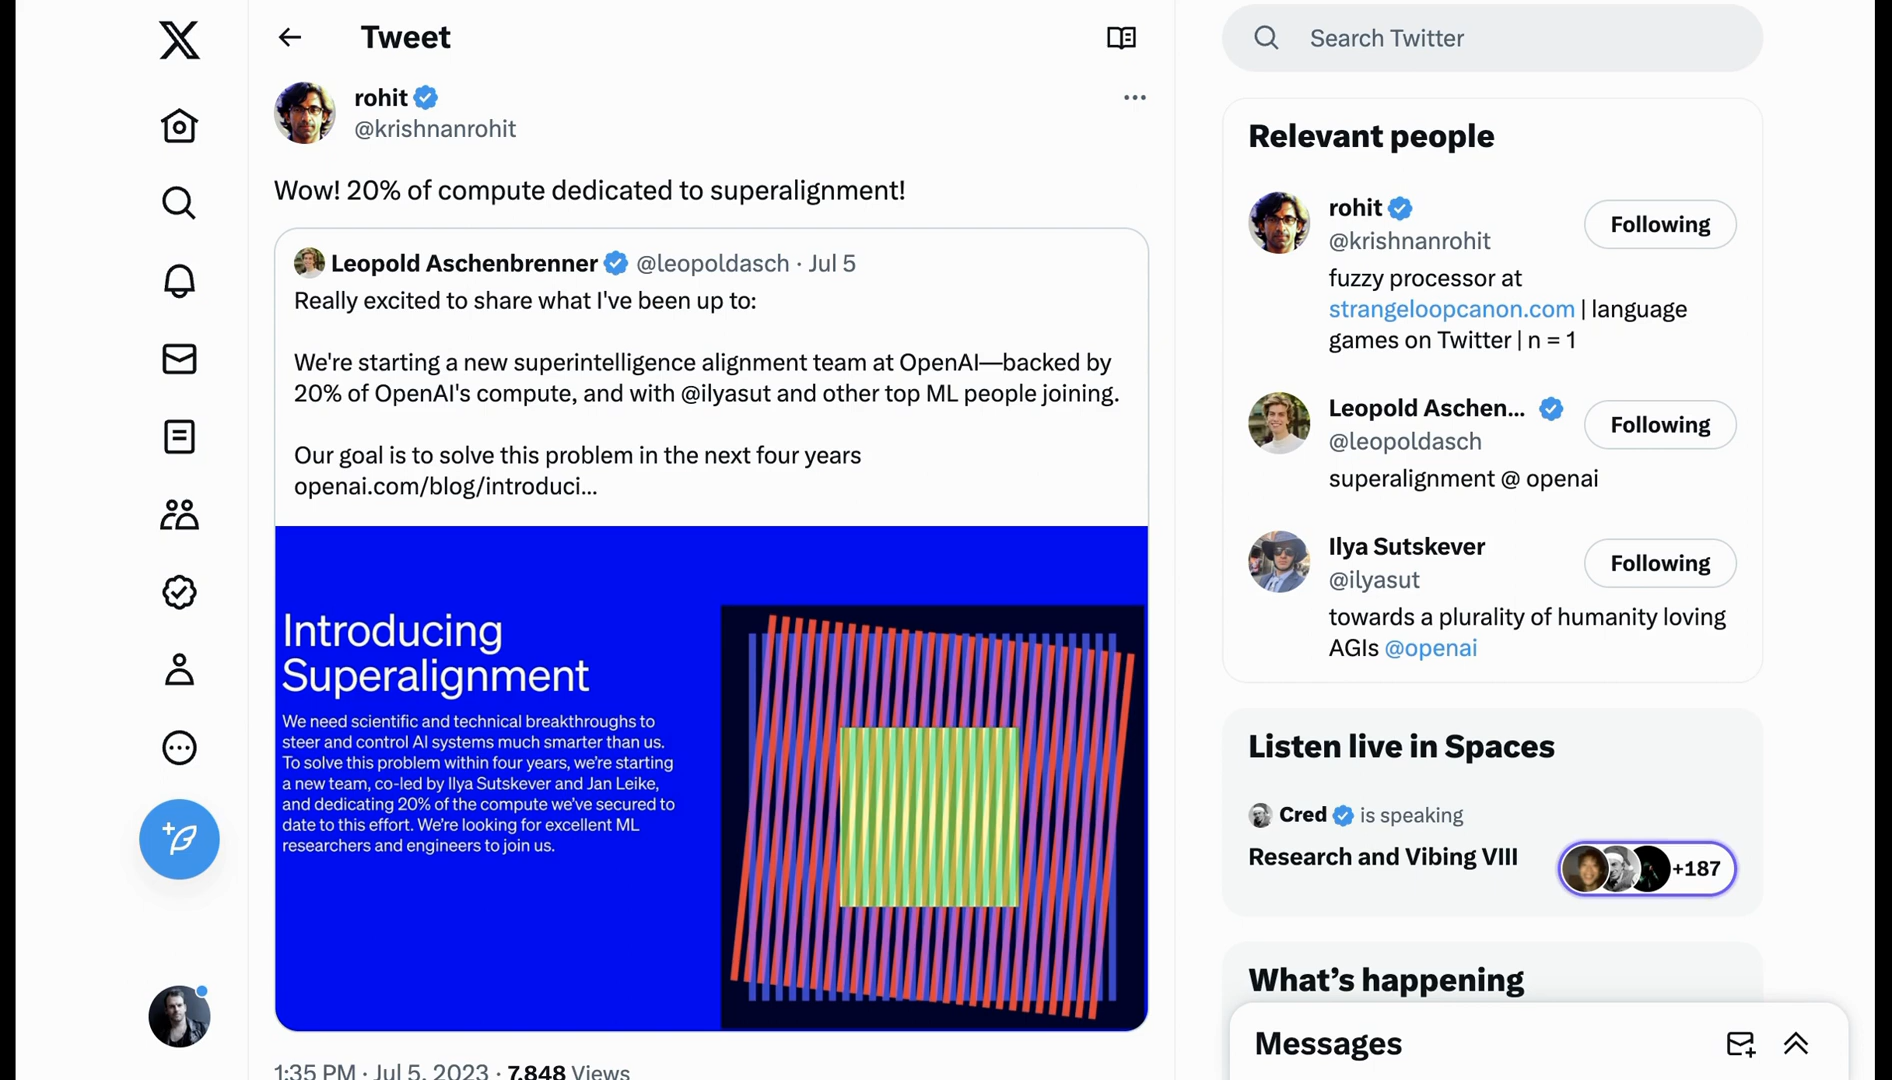 Tweet
rohit
@krishnanrohit
Wow! 20% of compute dedicated to superalignment!
Leopold Aschenbrenner @leopoldasch · Jul 5
Really excited to share what I've been up to:
We're starting a new superintelligence alignment team at OpenAI—backed by
20% of OpenAI's compute, and with @ilyasut and other top ML people joining.
Our goal is to solve this problem in the next four years
openai.com/blog/introduci...
Introducing
Superalignment
We need scientific and technical breakthroughs to
steer and control AI systems much smarter than us.
To solve this problem within four years, we're starting
a new team, co-led by Ilya Sutskever and Jan Leike,
and dedicating 20% of the compute we've secured to
date to this effort. We're looking for excellent ML
researchers and engineers to join us.
1:35 PM · Jul 5, 2023 · 7,848 Views
Search Twitter
Relevant people
rohit
@krishnanrohit
Following
fuzzy processor at
strangeloopcanon.com | language
games on Twitter | n = 1
Leopold Aschen...
@leopoldasch
Following
superalignment @ openai
Ilya Sutskever
@ilyasut
Following
towards a plurality of humanity loving
AGIs @openai
Listen live in Spaces
Cred is speaking
Research and Vibing VIII
+187
What's happening
Messages